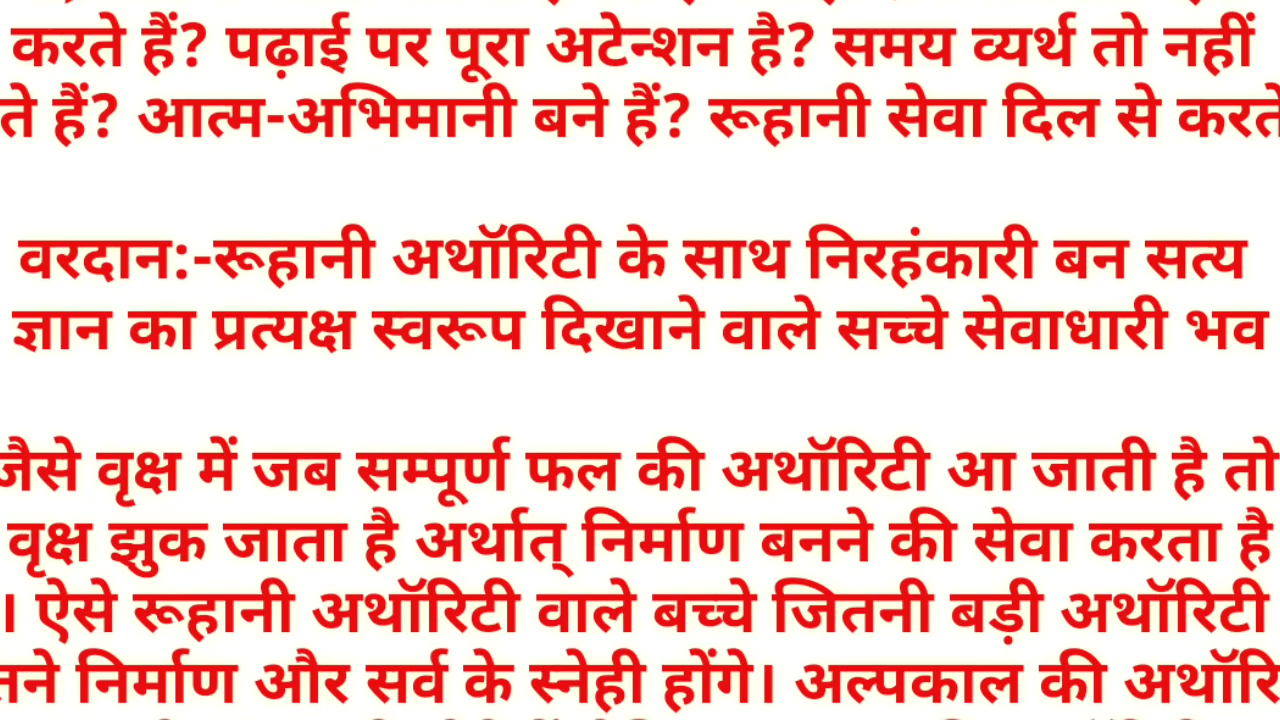 करते हैं? पढ़ाई पर पूरा अटेन्शन है? समय व्यर्थ तो नहीं
ते हैं? आत्म-अभिमानी बने हैं? रूहानी सेवा दिल से करते
वरदान:-रूहानी अथॉरिटी के साथ निरहंकारी बन सत्य
ज्ञान का प्रत्यक्ष स्वरूप दिखाने वाले सच्चे सेवाधारी भव
जैसे वृक्ष में जब सम्पूर्ण फल की अथॉरिटी आ जाती है तो
वृक्ष झुक जाता है अर्थात् निर्माण बनने की सेवा करता है
। ऐसे रूहानी अथॉरिटी वाले बच्चे जितनी बड़ी अथॉरिटी
तने निर्माण और सर्व के स्नेही होंगे। अल्पकाल की अथॉरि